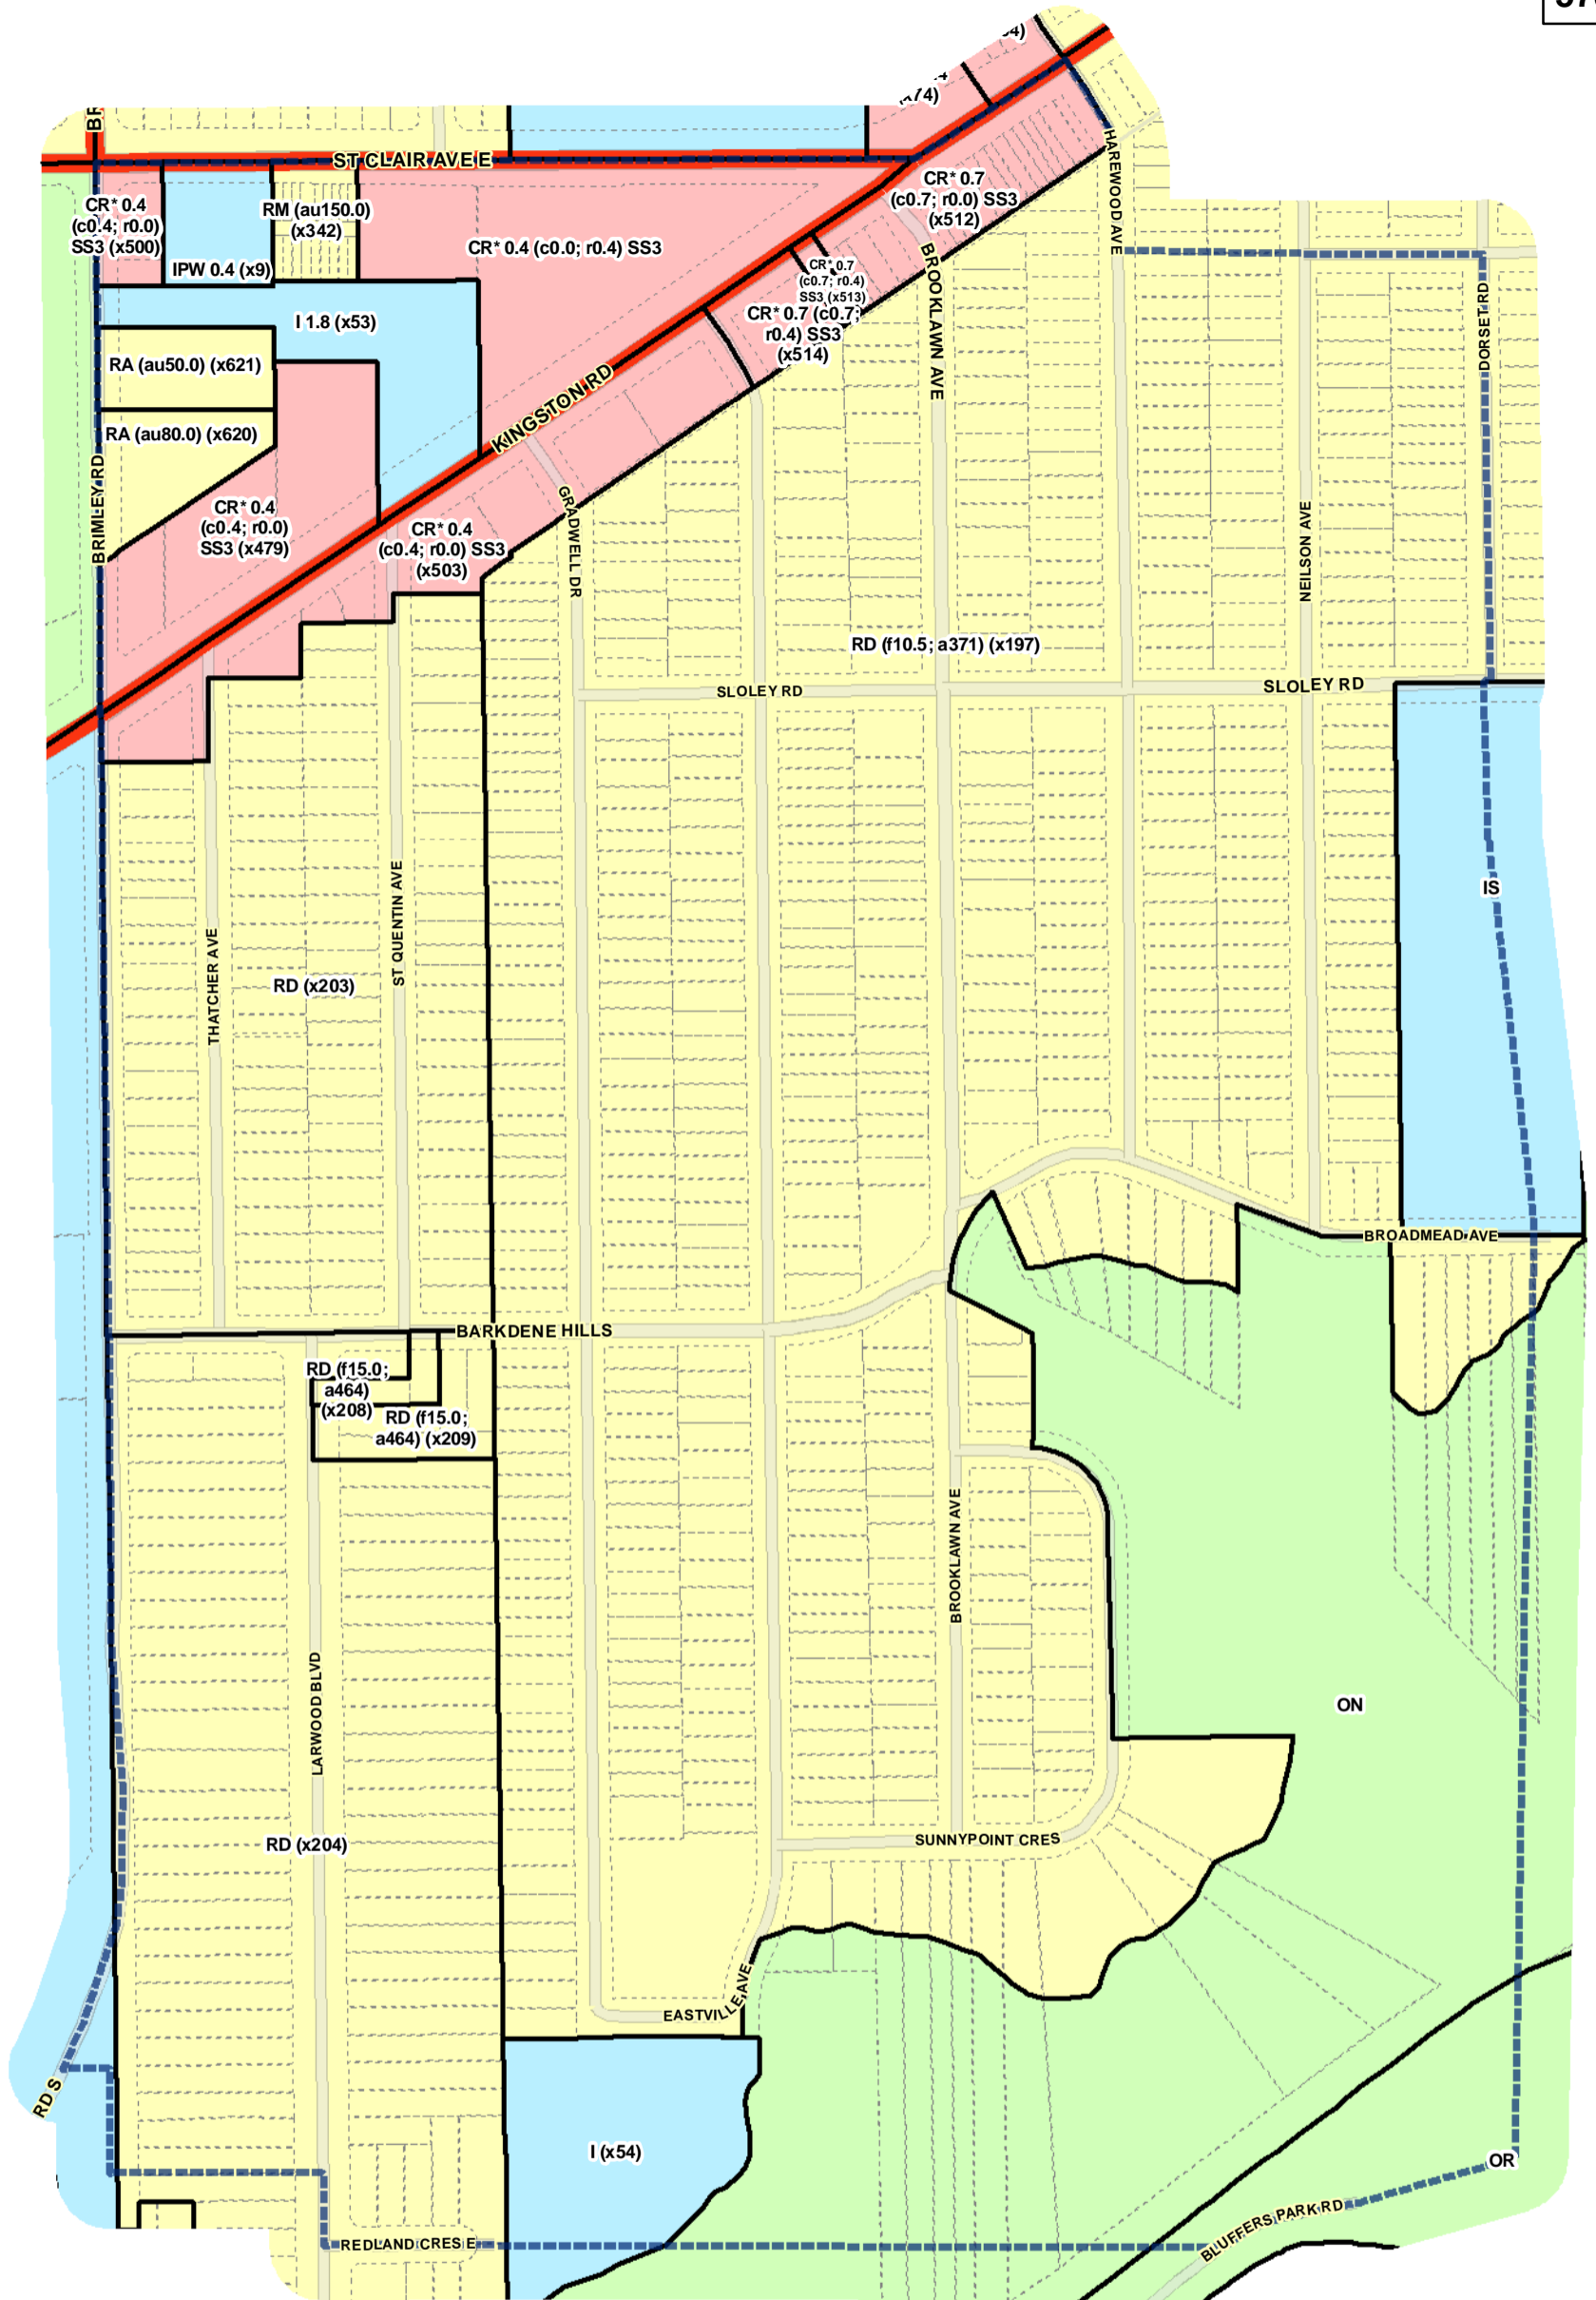 ST CLAIR AVE E
CR* 0.4
(c0.4; r0.0)
SS3 (x500)
IPW 0.4 (x9)
RM (au150.0)
(x342)
CR* 0.4 (c0.0; r0.4) SS3
CR* 0.7
(c0.7; r0.0) SS3
(x512)
HAREWOOD AVE
BROOKLAWN AVE
CR* 0.7
(c0.7; r0.4)
SS3 (x513)
CR* 0.7 (c0.7;
r0.4) SS3
(x514)
I 1.8 (x53)
RA (au50.0) (x621)
RA (au80.0) (x620)
KINGSTON RD
DORSET RD
BRIMLEY RD
CR* 0.4
(c0.4; r0.0)
SS3 (x479)
CR* 0.4
(c0.4; r0.0) SS3
(x503)
GRADWELL DR
NEILSON AVE
RD (f10.5; a371) (x197)
SLOLEY RD
SLOLEY RD
IS
THATCHER AVE
ST QUENTIN AVE
RD (x203)
BROADMEAD AVE
BARKDENE HILLS
RD (f15.0;
a464)
(x208)
RD (f15.0;
a464) (x209)
BROOKLAWN AVE
LARWOOD BLVD
ON
RD (x204)
SUNNYPOINT CRES
EASTVILLE AVE
RD S
I (x54)
OR
BLUFFERS PARK RD
REDLAND CRES E